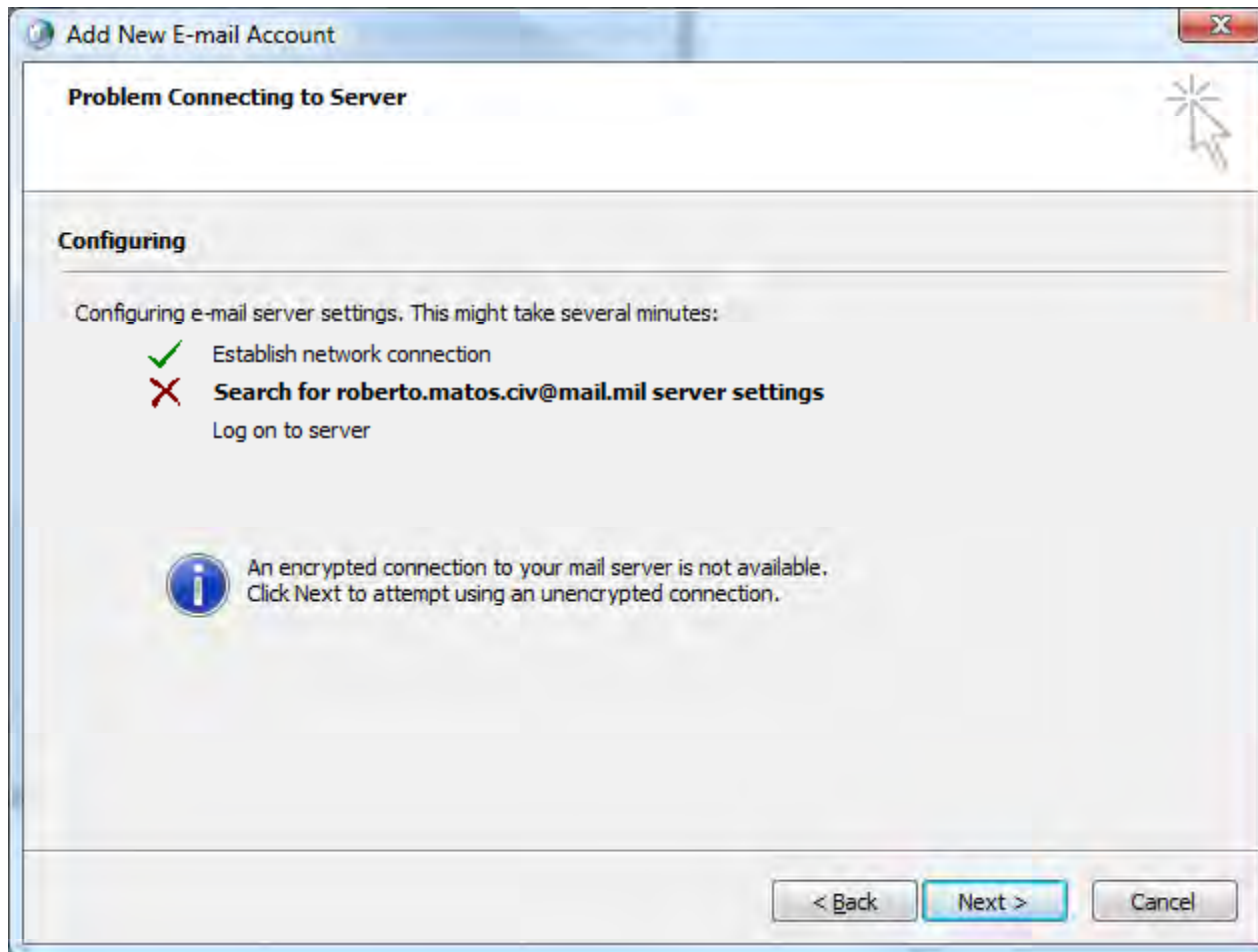 Add New E-mail Account
Problem Connecting to Server
Configuring
Configuring e-mail server settings. This might take several minutes:
Establish network connection
Search for roberto.matos.civ@mail.mil server settings
Log on to server
An encrypted connection to your mail server is not available.
Click Next to attempt using an unencrypted connection.
< Back Next > Cancel